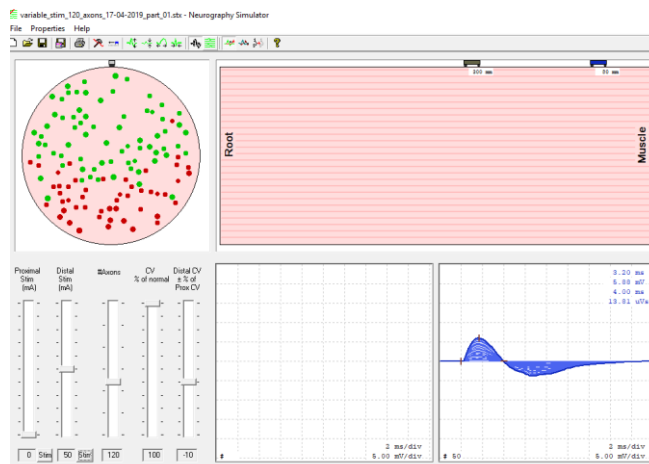 variable_stim_120_axons_17-04-2019_part_01.stx - Neurography Simulator
File Properties Help
300 mm
80 mm
Root
Muscle
Proximal Stim (mA)
Distal Stim (mA)
#Axons
CV % of normal
Distal CV ± % of Prox CV
0 Stim 50 Stim 120 100 -10
2 ms/div
# 5.00 mV/div
3.20 ms
5.88 mV
4.00 ms
13.81 uVs
2 ms/div
# 50 5.00 mV/div